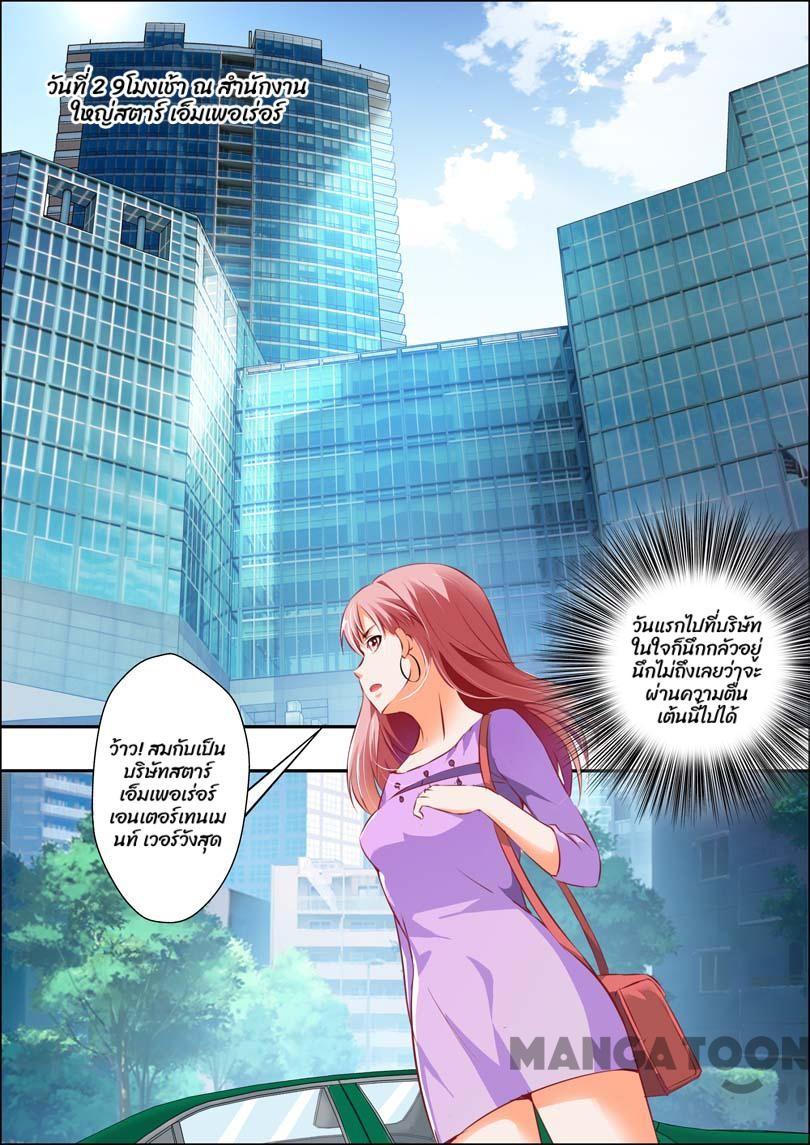 วันที่ 2 9โมงเช้า ณ สำนักงาน
ใหญ่สตาร์ เอ็มเพอเร่อร์
วันแรกไปที่บริษัท
ในใจก็นึกกลัวอยู่
นึกไม่ถึงเลยว่าจะ
ผ่านความตื่น
เต้นนี้ไปได้
ว้าว! สมกับเป็น
บริษัทสตาร์
เอ็มเพอเร่อร์
เอนเตอร์เทนเม
นท์ เวอร์วังสุด
MANGATOON